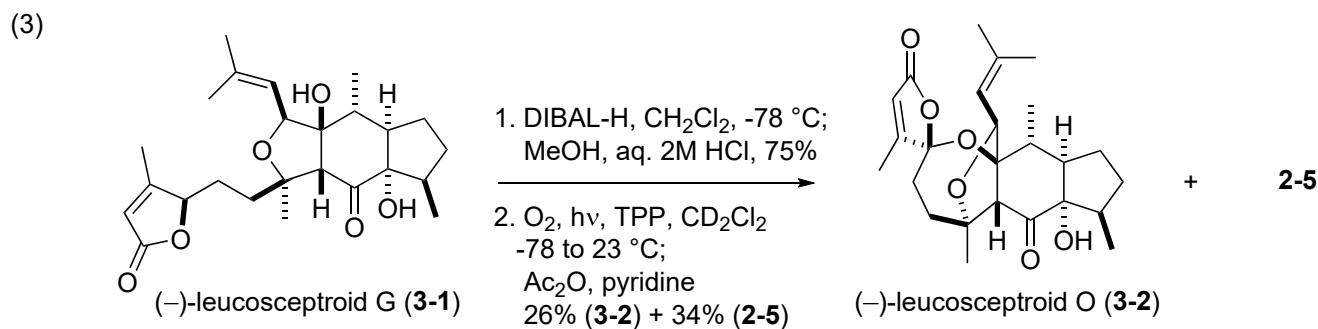 (3)
HO
H
O
H
O
OH
O
O
1. DIBAL-H, CH₂Cl₂, -78 °C;
MeOH, aq. 2M HCl, 75%
2. O₂, hν, TPP, CD₂Cl₂
-78 to 23 °C;
Ac₂O, pyridine
26% (3-2) + 34% (2-5)
O
O
O
H
O
H
O
OH
+ 2-5
(–)-leucosceptroid G (3-1)
(–)-leucosceptroid O (3-2)